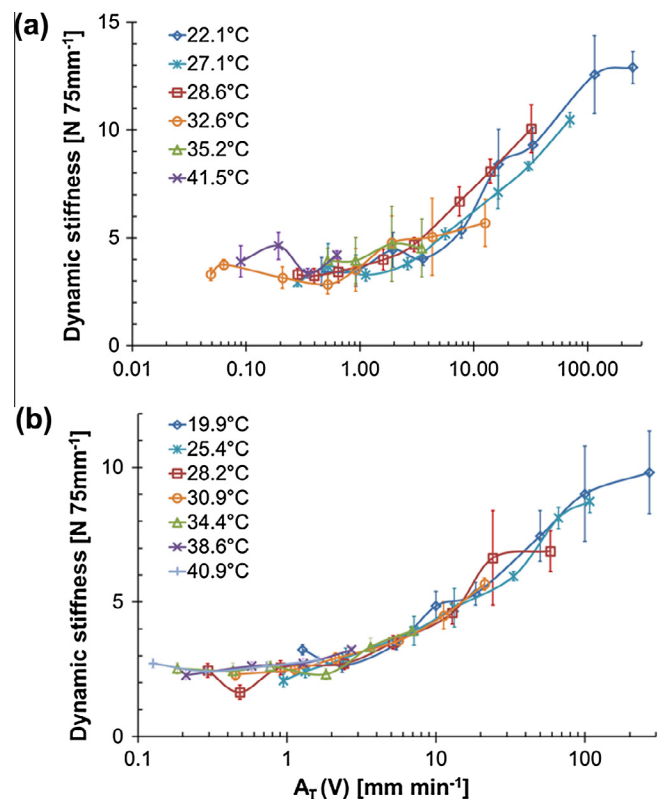 (a)
15
10
5
0
Dynamic stiffness [N 75mm-1]
22.1°C
27.1°C
28.6°C
32.6°C
35.2°C
41.5°C
0.01 0.10 1.00 10.00 100.00
(b)
10
5
0
Dynamic stiffness [N 75mm-1]
19.9°C
25.4°C
28.2°C
30.9°C
34.4°C
38.6°C
40.9°C
0.1 1 10 100
AT (V) [mm min-1]